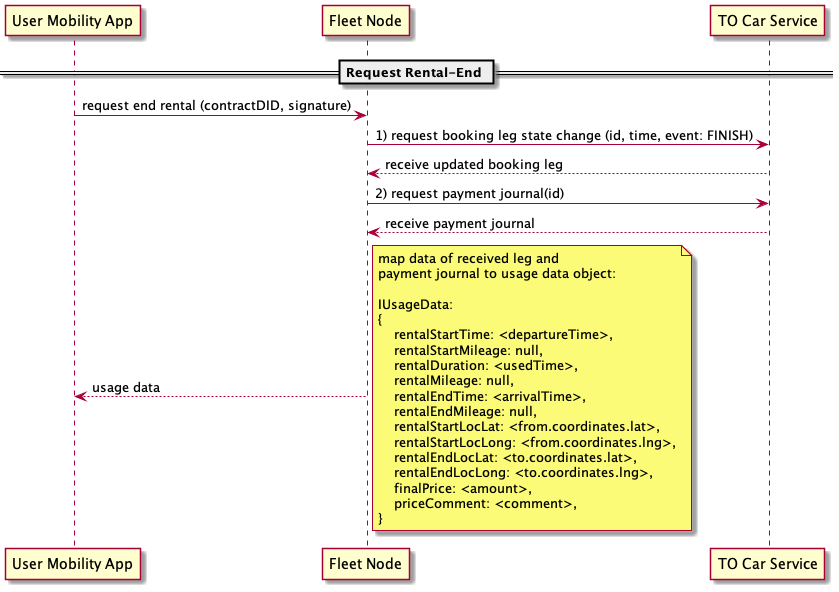 User Mobility App
Fleet Node
TO Car Service
Request Rental-End
request end rental (contractDID, signature)
1) request booking leg state change (id, time, event: FINISH)
receive updated booking leg
2) request payment journal(id)
receive payment journal
map data of received leg and
payment journal to usage data object:
IUsageData:
{
rentalStartTime: <departureTime>,
rentalStartMileage: null,
rentalDuration: <usedTime>,
rentalMileage: null,
rentalEndTime: <arrivalTime>,
rentalEndMileage: null,
rentalStartLocLat: <from.coordinates.lat>,
rentalStartLocLong: <from.coordinates.lng>,
rentalEndLocLat: <to.coordinates.lat>,
rentalEndLocLong: <to.coordinates.lng>,
finalPrice: <amount>,
priceComment: <comment>,
}
usage data
User Mobility App
Fleet Node
TO Car Service